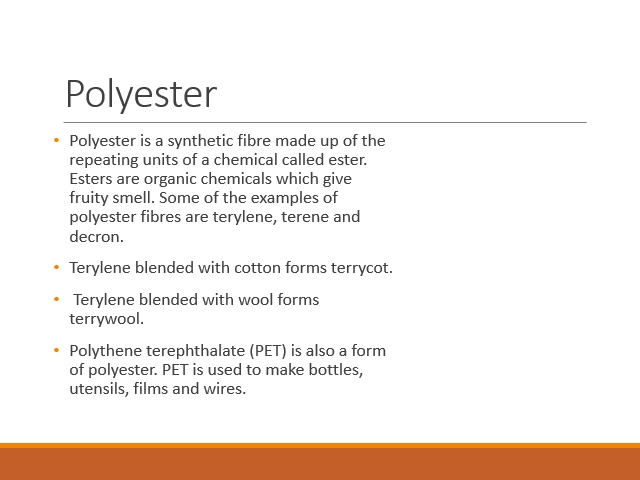 Polyester
• Polyester is a synthetic fibre made up of the
repeating units of a chemical called ester.
Esters are organic chemicals which give
fruity smell. Some of the examples of
polyester fibres are terylene, terene and
decron.
• Terylene blended with cotton forms terrycot.
• Terylene blended with wool forms
terrywool.
• Polythene terephthalate (PET) is also a form
of polyester. PET is used to make bottles,
utensils, films and wires.